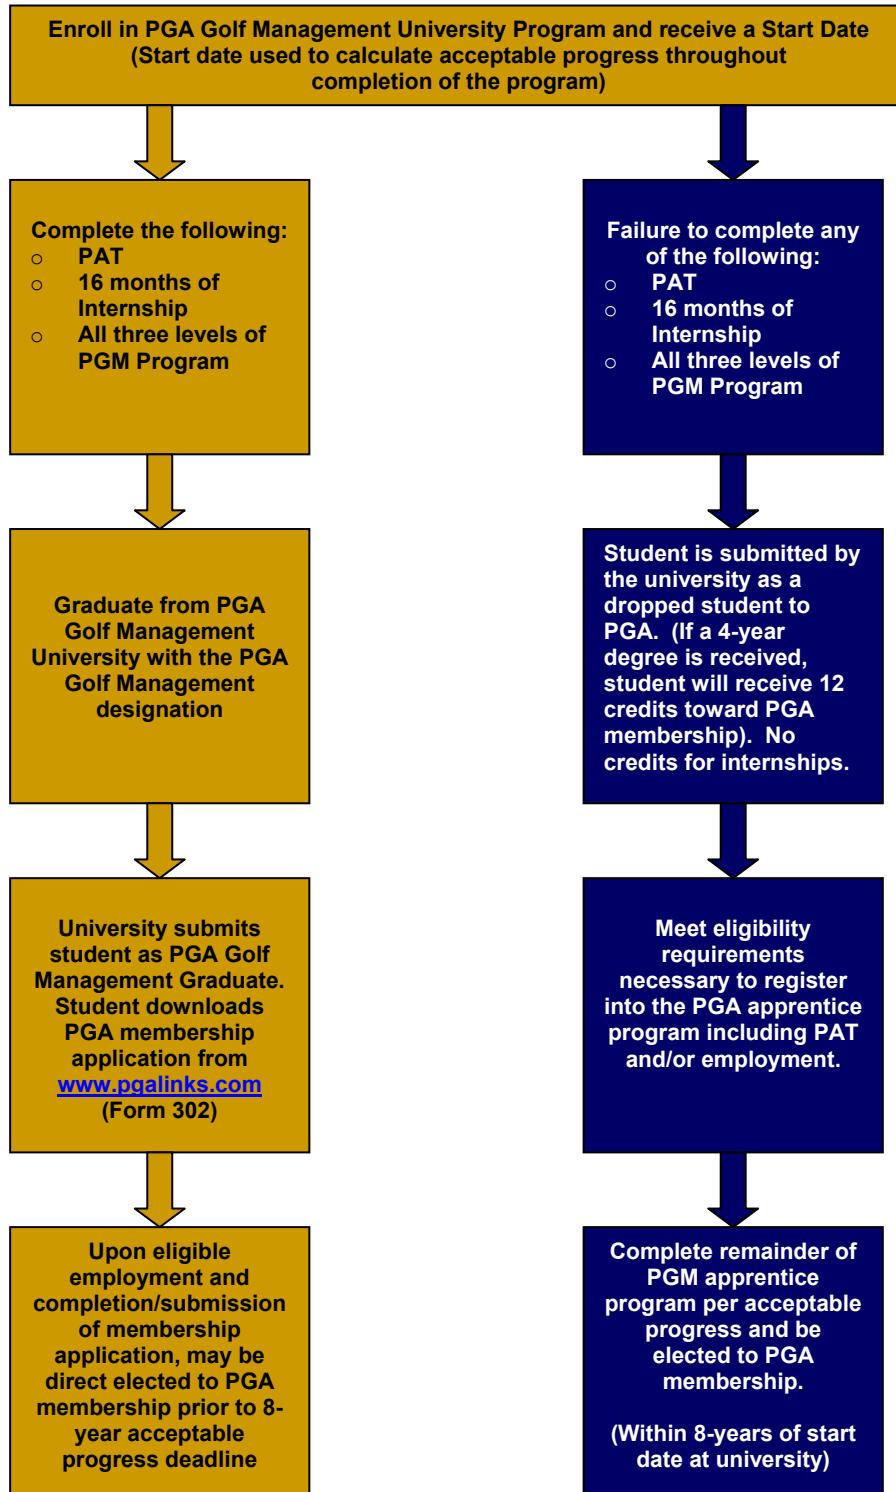 Enroll in PGA Golf Management University Program and receive a Start Date
(Start date used to calculate acceptable progress throughout
completion of the program)
Complete the following:
o PAT
o 16 months of
Internship
o All three levels of
PGM Program
Failure to complete any
of the following:
o PAT
o 16 months of
Internship
o All three levels of
PGM Program
Graduate from PGA
Golf Management
University with the PGA
Golf Management
designation
Student is submitted by
the university as a
dropped student to
PGA. (If a 4-year
degree is received,
student will receive 12
credits toward PGA
membership). No
credits for internships.
University submits
student as PGA Golf
Management Graduate.
Student downloads
PGA membership
application from
www.pgalinks.com
(Form 302)
Meet eligibility
requirements
necessary to register
into the PGA apprentice
program including PAT
and/or employment.
Upon eligible
employment and
completion/submission
of membership
application, may be
direct elected to PGA
membership prior to 8-
year acceptable
progress deadline
Complete remainder of
PGM apprentice
program per acceptable
progress and be
elected to PGA
membership.
(Within 8-years of start
date at university)